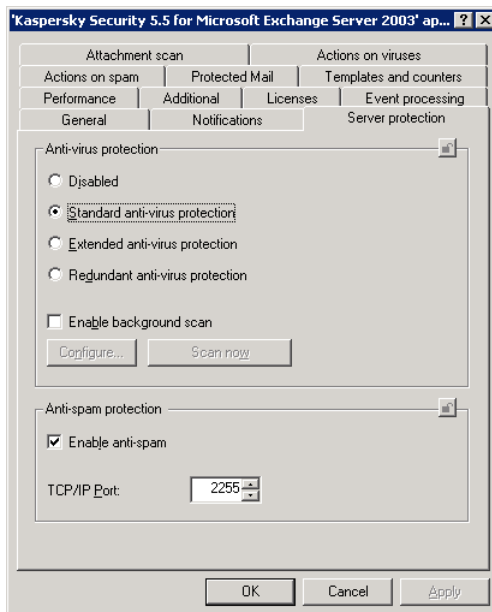 'Kaspersky Security 5.5 for Microsoft Exchange Server 2003' ap...
Attachment scan Actions on viruses
Actions on spam Protected Mail Templates and counters
Performance Additional Licenses Event processing
General Notifications Server protection
Anti-virus protection
Disabled
Standard anti-virus protection
Extended anti-virus protection
Redundant anti-virus protection
Enable background scan
Configure... Scan now
Anti-spam protection
Enable anti-spam
TCP/IP Port: 2255
OK Cancel Apply